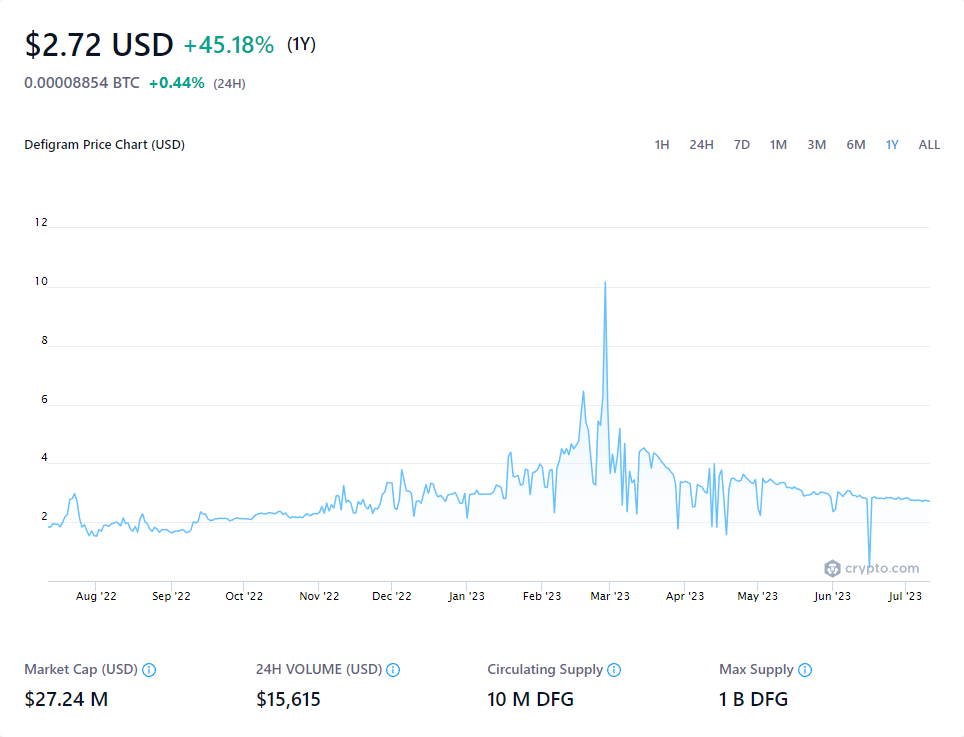 $2.72 USD +45.18% (1Y)
0.00008854 BTC +0.44% (24H)
Defigram Price Chart (USD) 1H 24H 7D 1M 3M 6M 1Y ALL
12
10
8
6
4
2
crypto.com
Aug '22 Sep '22 Oct '22 Nov '22 Dec '22 Jan '23 Feb '23 Mar '23 Apr '23 May '23 Jun '23 Jul '23
Market Cap (USD) 24H VOLUME (USD) Circulating Supply Max Supply
$27.24 M $15,615 10 M DFG 1 B DFG